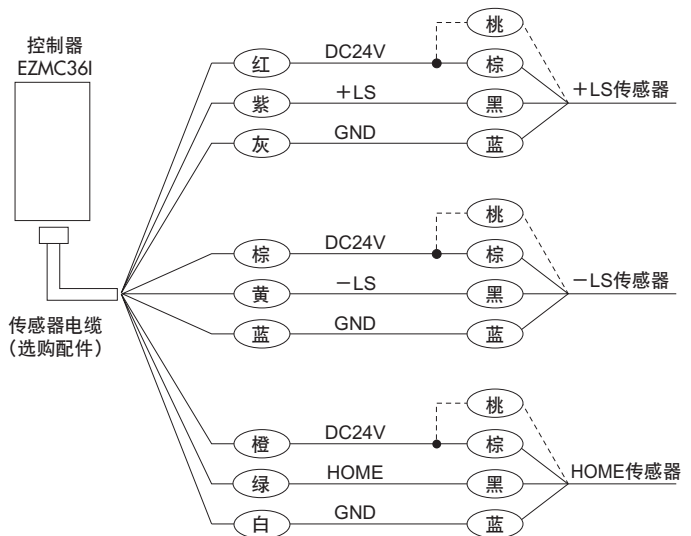 控制器
EZMC36I
传感器电缆
（选购配件）
桃
红 DC24V 棕
紫 ＋LS 黑 ＋LS传感器
灰 GND 蓝
桃
棕 DC24V 棕
黄 －LS 黑 －LS传感器
蓝 GND 蓝
桃
橙 DC24V 棕
绿 HOME 黑 HOME传感器
白 GND 蓝